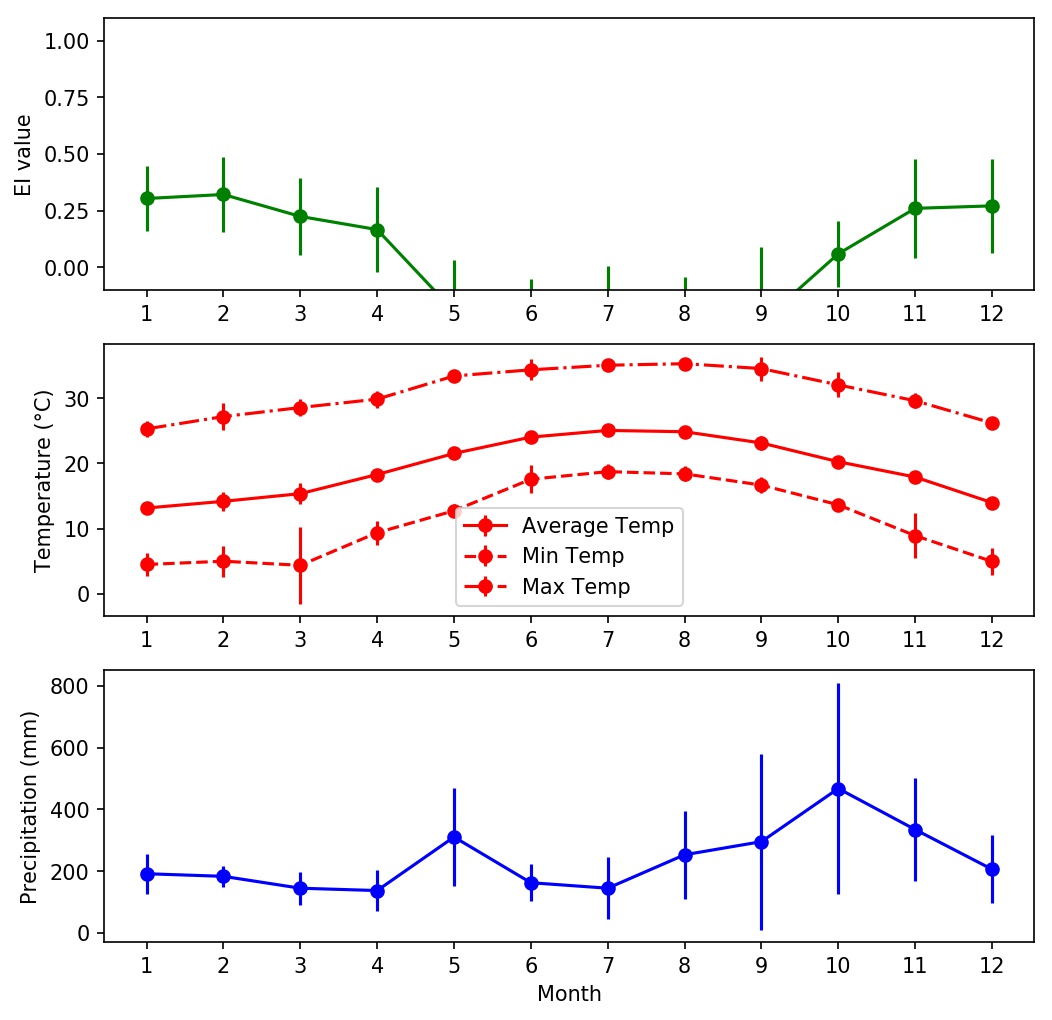 1.00
0.75
0.50
0.25
0.00
EI value
1 2 3 4 5 6 7 8 9 10 11 12
30
20
10
0
Temperature (°C)
Average Temp
Min Temp
Max Temp
1 2 3 4 5 6 7 8 9 10 11 12
800
600
400
200
0
Precipitation (mm)
1 2 3 4 5 6 7 8 9 10 11 12
Month